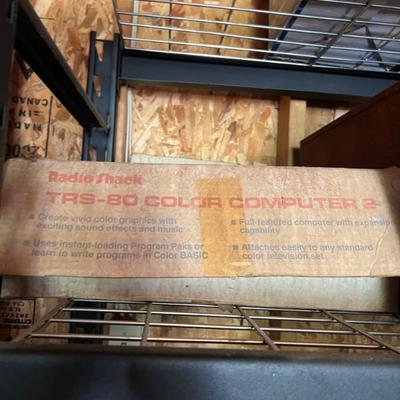 Radio Shack
TRS-80 COLOR COMPUTER 2
■ Create vivid color graphics with
exciting sound effects and music
■ Uses instant-loading Program Paks or
learn to write programs in Color BASIC
■ Full-featured computer with expansion
capability
■ Attaches easily to any standard
color television set.
CANADA